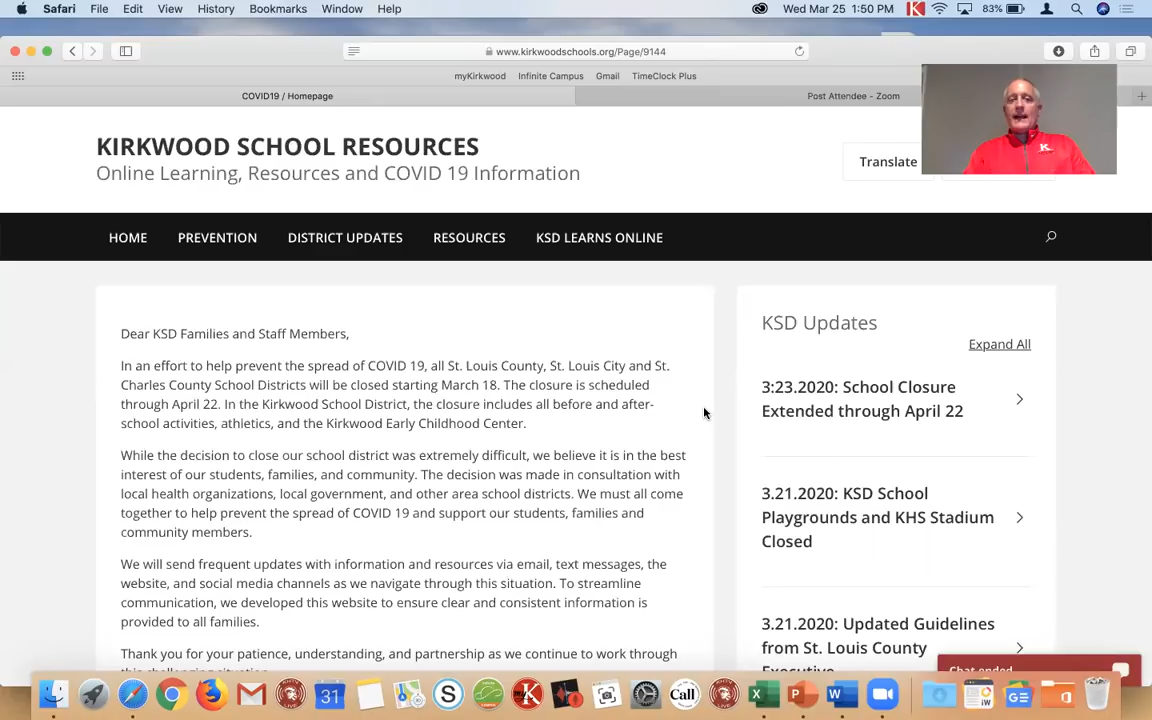 Safari File Edit View History Bookmarks Window Help Wed Mar 25 1:50 PM K 83%
www.kirkwoodschools.org/Page/9144
myKirkwood Infinite Campus Gmail TimeClock Plus
COVID19 / Homepage Post Attendee - Zoom
K
KIRKWOOD SCHOOL RESOURCES
Online Learning, Resources and COVID 19 Information
Translate
HOME PREVENTION DISTRICT UPDATES RESOURCES KSD LEARNS ONLINE
Dear KSD Families and Staff Members,
In an effort to help prevent the spread of COVID 19, all St. Louis County, St. Louis City and St.
Charles County School Districts will be closed starting March 18. The closure is scheduled
through April 22. In the Kirkwood School District, the closure includes all before and after-
school activities, athletics, and the Kirkwood Early Childhood Center.
While the decision to close our school district was extremely difficult, we believe it is in the best
interest of our students, families, and community. The decision was made in consultation with
local health organizations, local government, and other area school districts. We must all come
together to help prevent the spread of COVID 19 and support our students, families and
community members.
We will send frequent updates with information and resources via email, text messages, the
website, and social media channels as we navigate through this situation. To streamline
communication, we developed this website to ensure clear and consistent information is
provided to all families.
Thank you for your patience, understanding, and partnership as we continue to work through
this challenging situation.
KSD Updates
Expand All
3:23.2020: School Closure
Extended through April 22
3.21.2020: KSD School
Playgrounds and KHS Stadium
Closed
3.21.2020: Updated Guidelines
from St. Louis County
Executive
Chat ended
31
S
K
Call
X P W
GE